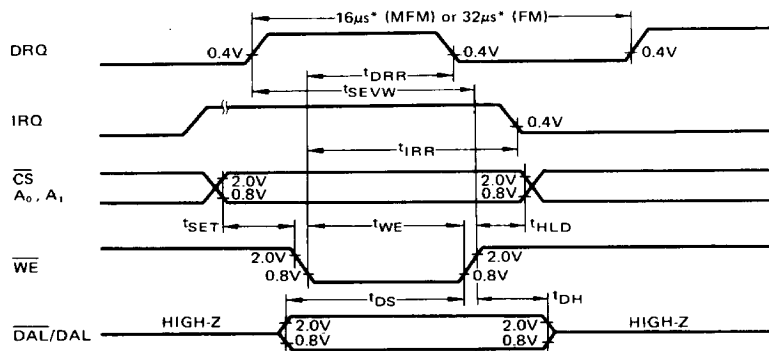 16μs* (MFM) or 32μs* (FM)
DRQ
0.4V 0.4V 0.4V
tDRR
tSEVW
IRQ
0.4V
tIRR
CS
A₀, A₁
2.0V 2.0V
0.8V 0.8V
tSET tWE tHLD
WE
2.0V 2.0V
0.8V 0.8V
tDS tDH
DAL/DAL
HIGH-Z 2.0V 2.0V HIGH-Z
0.8V 0.8V